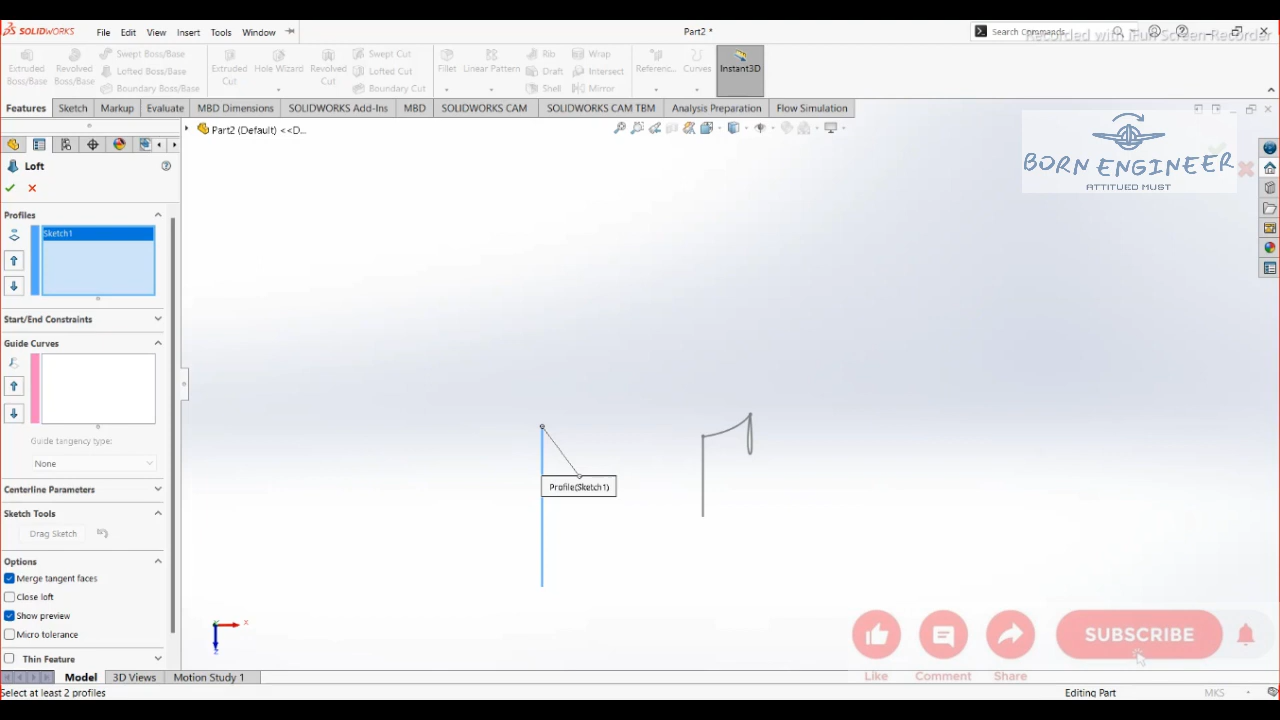 SOLIDWORKS File Edit View Insert Tools Window Part2 * Search Commands
Recorded with iFun Screen Recorder
Extruded Boss/Base
Revolved Boss/Base
Swept Boss/Base
Lofted Boss/Base
Boundary Boss/Base
Extruded Cut
Hole Wizard
Revolved Cut
Swept Cut
Lofted Cut
Boundary Cut
Fillet
Linear Pattern
Rib
Draft
Shell
Wrap
Intersect
Mirror
Referenc...
Curves
Instant3D
Features Sketch Markup Evaluate MBD Dimensions SOLIDWORKS Add-Ins MBD SOLIDWORKS CAM SOLIDWORKS CAM TBM Analysis Preparation Flow Simulation
Part2 (Default) <<D...
BORN ENGINEER
ATTITUED MUST
Loft
Profiles
Sketch1
Start/End Constraints
Guide Curves
Guide tangency type:
None
Centerline Parameters
Sketch Tools
Drag Sketch
Options
Merge tangent faces
Close loft
Show preview
Micro tolerance
Thin Feature
Profile(Sketch1)
X
Z
SUBSCRIBE
Like Comment Share
Model 3D Views Motion Study 1
Select at least 2 profiles Editing Part MKS